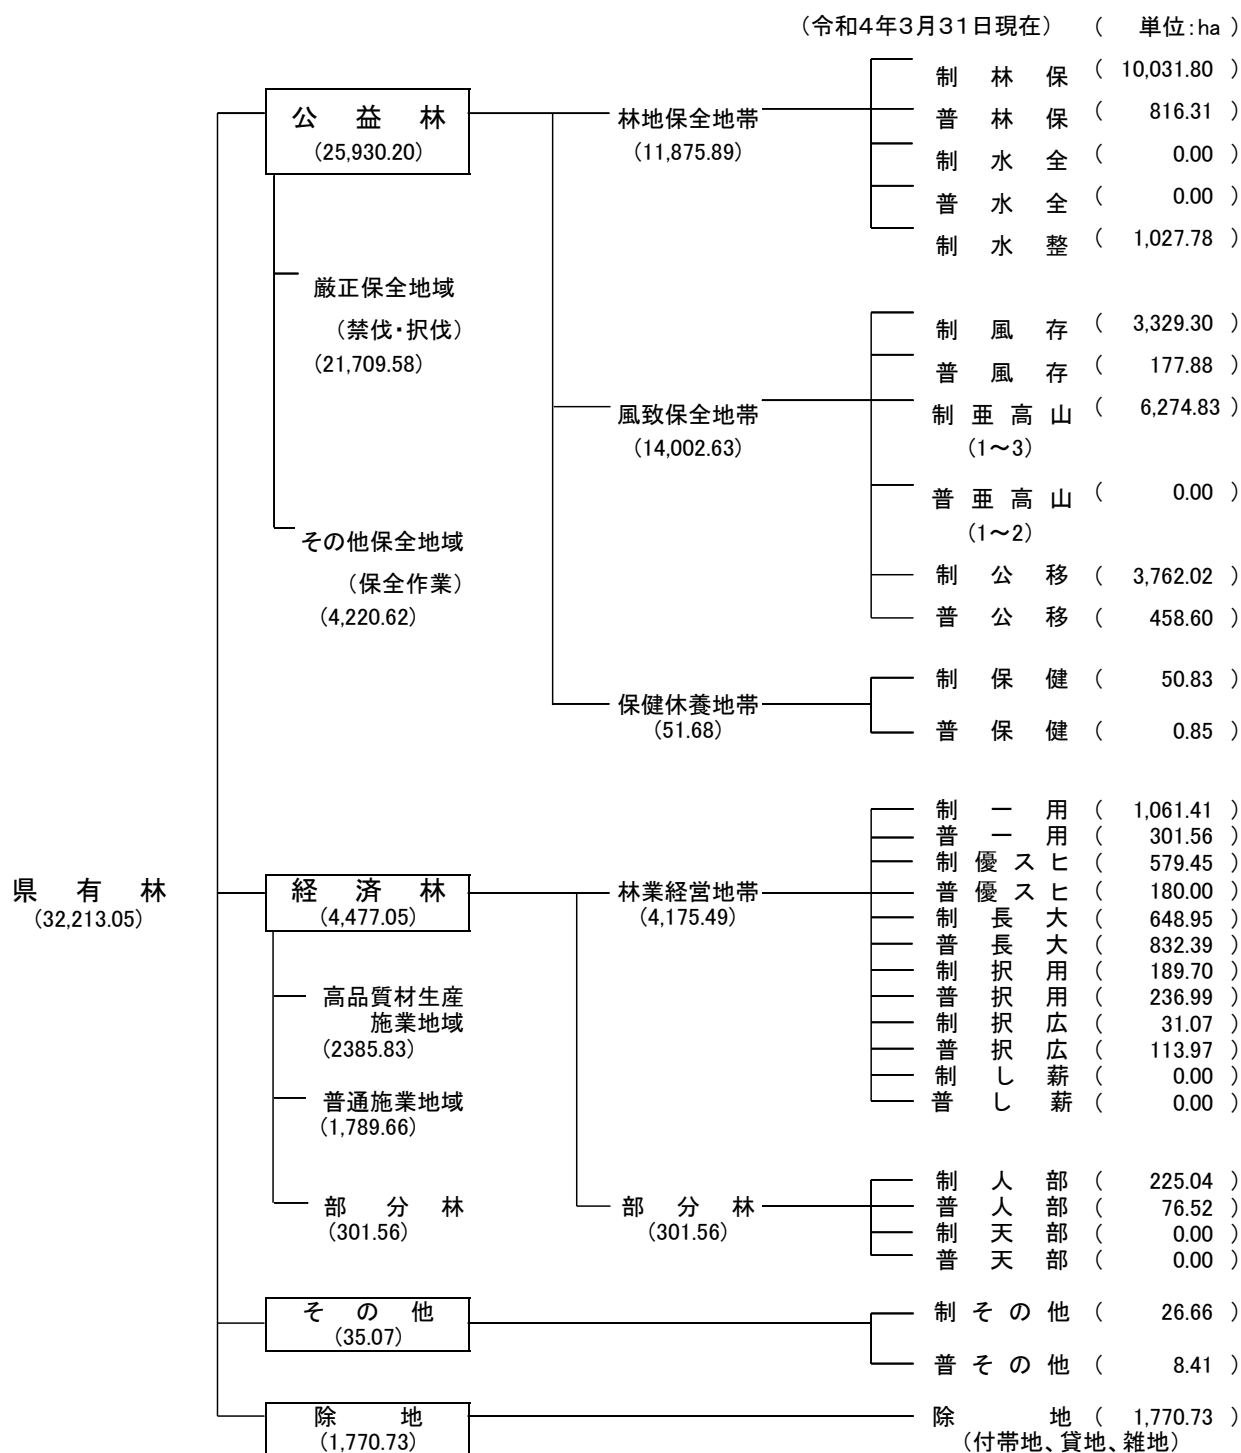 （令和4年3月31日現在） （ 単位：ha ）
県 有 林
(32,213.05)
公 益 林
(25,930.20)
厳正保全地域
（禁伐・択伐）
(21,709.58)
その他保全地域
（保全作業）
(4,220.62)
林地保全地帯
(11,875.89)
制 林 保 （ 10,031.80 ）
普 林 保 （ 816.31 ）
制 水 全 （ 0.00 ）
普 水 全 （ 0.00 ）
制 水 整 （ 1,027.78 ）
風致保全地帯
(14,002.63)
制 風 存 （ 3,329.30 ）
普 風 存 （ 177.88 ）
制 亜 高 山 （ 6,274.83 ）
(1～3)
普 亜 高 山 （ 0.00 ）
(1～2)
制 公 移 （ 3,762.02 ）
普 公 移 （ 458.60 ）
保健休養地帯
(51.68)
制 保 健 （ 50.83 ）
普 保 健 （ 0.85 ）
経 済 林
(4,477.05)
高品質材生産
施業地域
(2385.83)
普通施業地域
(1,789.66)
部 分 林
(301.56)
林業経営地帯
(4,175.49)
制 一 用 （ 1,061.41 ）
普 一 用 （ 301.56 ）
制 優 ス ヒ （ 579.45 ）
普 優 ス ヒ （ 180.00 ）
制 長 大 （ 648.95 ）
普 長 大 （ 832.39 ）
制 択 用 （ 189.70 ）
普 択 用 （ 236.99 ）
制 択 広 （ 31.07 ）
普 択 広 （ 113.97 ）
制 し 薪 （ 0.00 ）
普 し 薪 （ 0.00 ）
部 分 林
(301.56)
制 人 部 （ 225.04 ）
普 人 部 （ 76.52 ）
制 天 部 （ 0.00 ）
普 天 部 （ 0.00 ）
そ の 他
(35.07)
制 そ の 他 （ 26.66 ）
普 そ の 他 （ 8.41 ）
除 地
(1,770.73)
除 地 （ 1,770.73 ）
（付帯地、貸地、雑地）